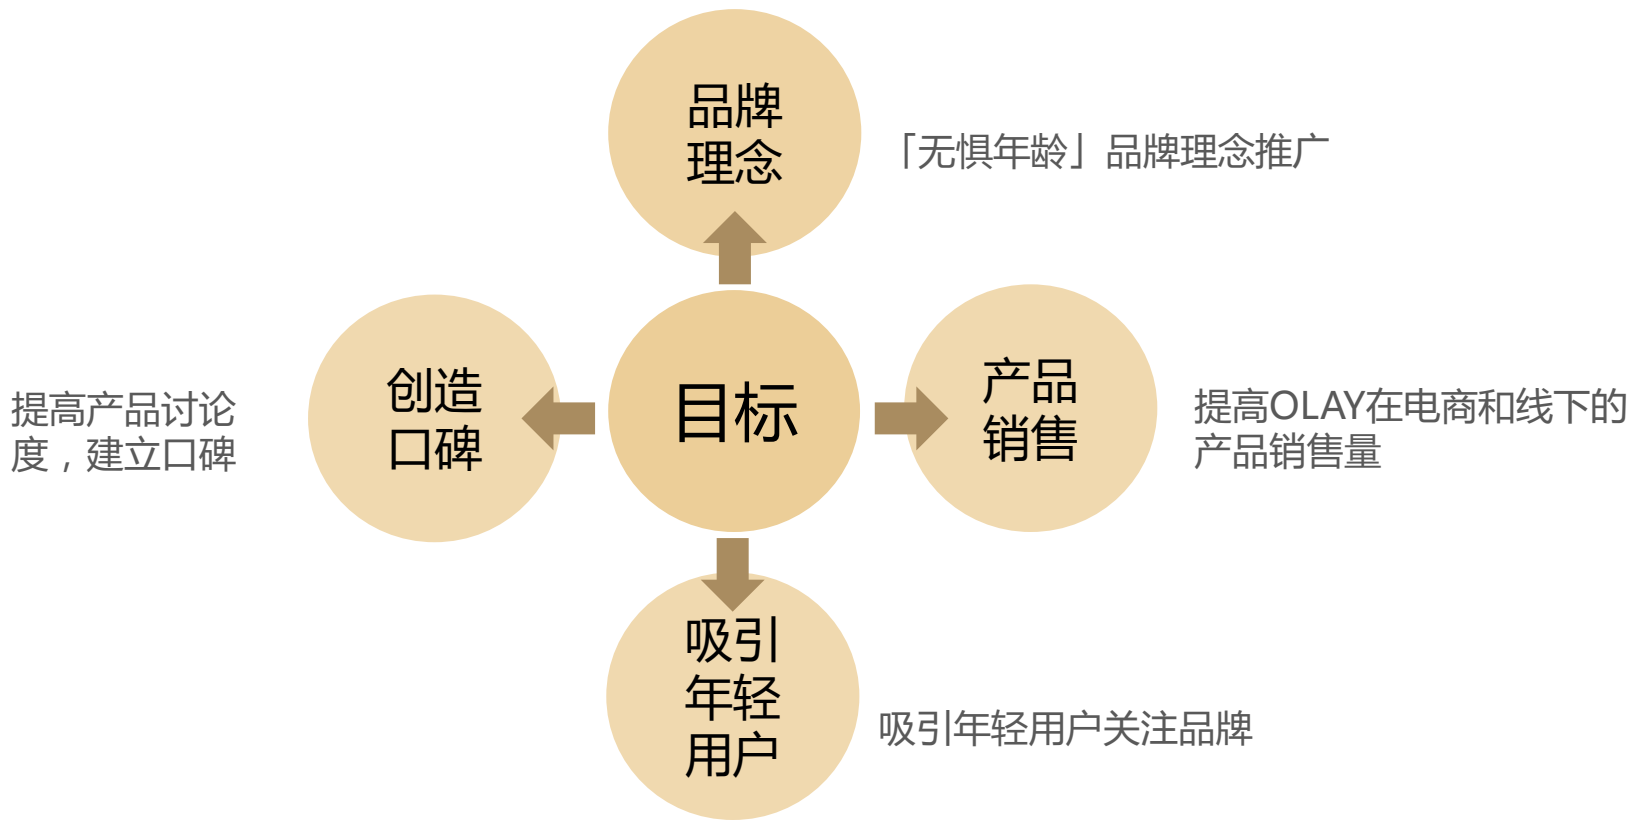 品牌
理念
「无惧年龄」品牌理念推广
创造
口碑
提高产品讨论
度，建立口碑
目标
产品
销售
提高OLAY在电商和线下的
产品销售量
吸引
年轻
用户
吸引年轻用户关注品牌